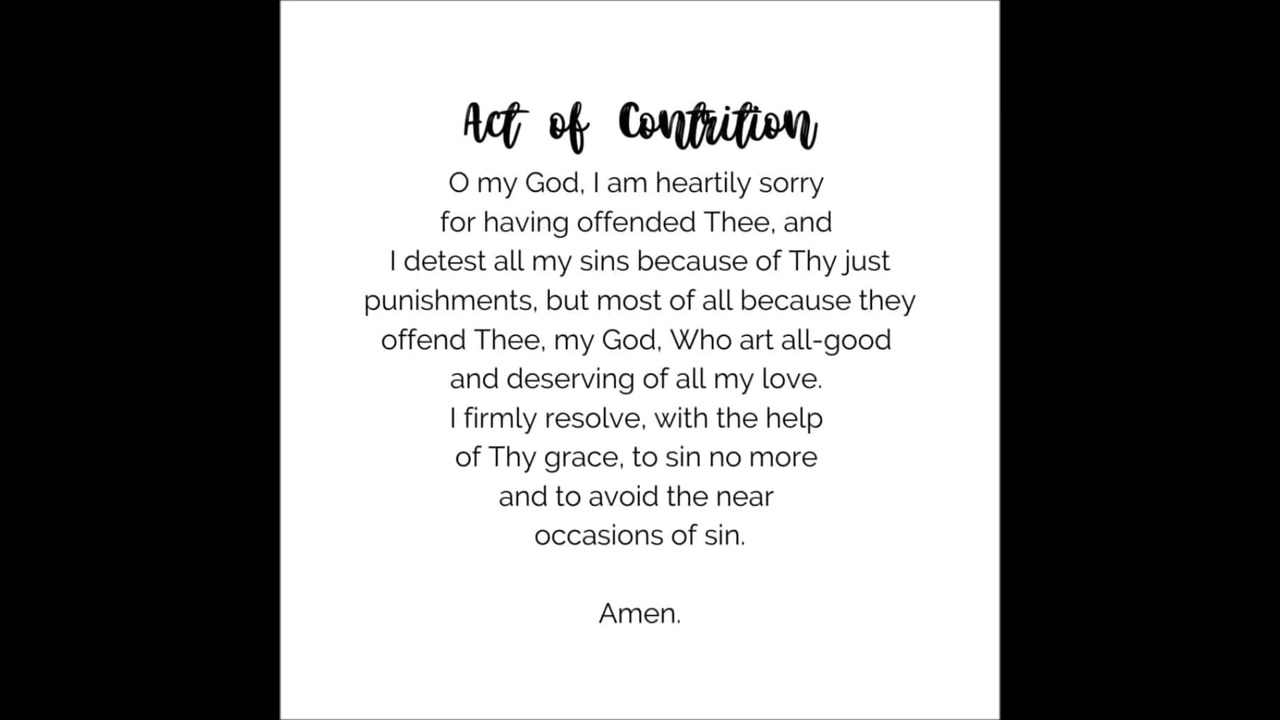 Act of Contrition
O my God, I am heartily sorry
for having offended Thee, and
I detest all my sins because of Thy just
punishments, but most of all because they
offend Thee, my God, Who art all-good
and deserving of all my love.
I firmly resolve, with the help
of Thy grace, to sin no more
and to avoid the near
occasions of sin.
Amen.